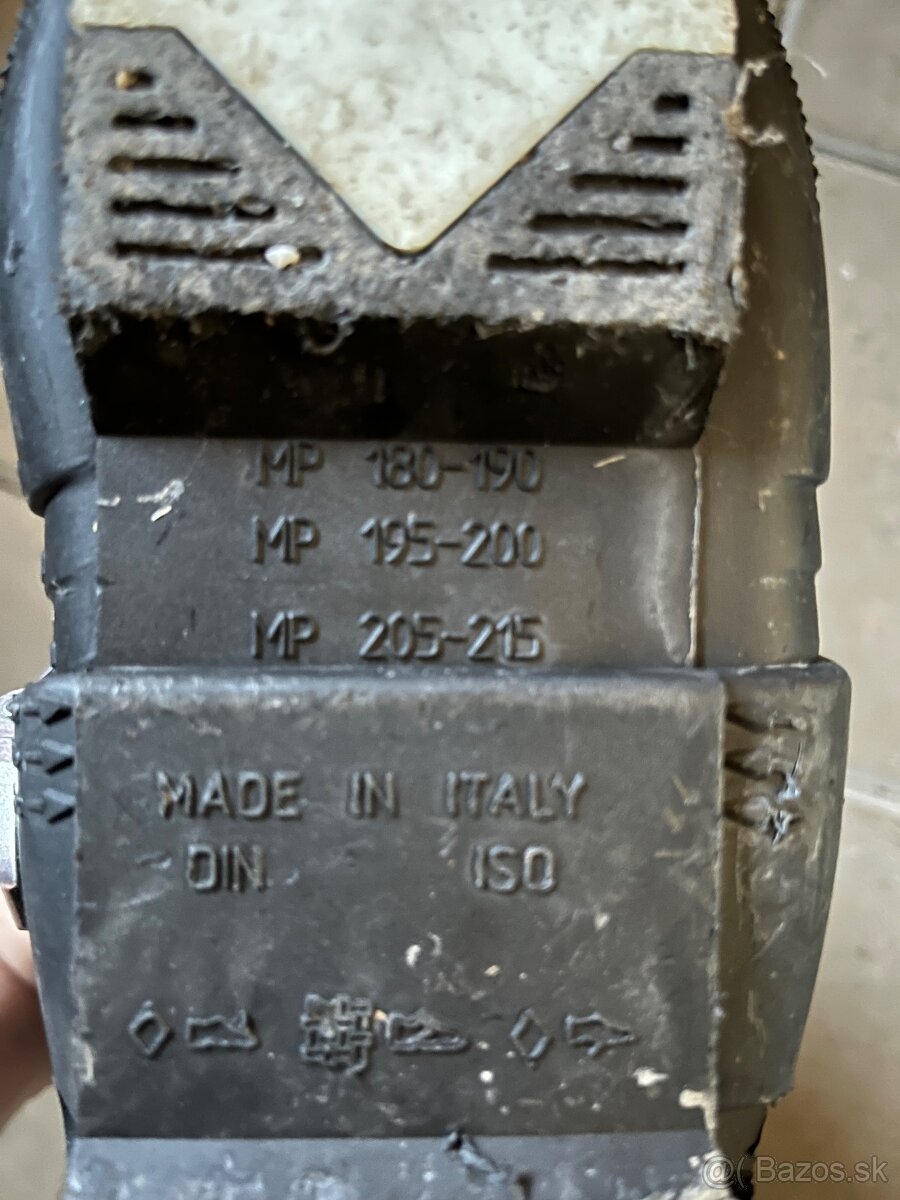 MP 180-190
MP 195-200
MP 205-215
MADE IN ITALY
DIN ISO
Bazos.sk